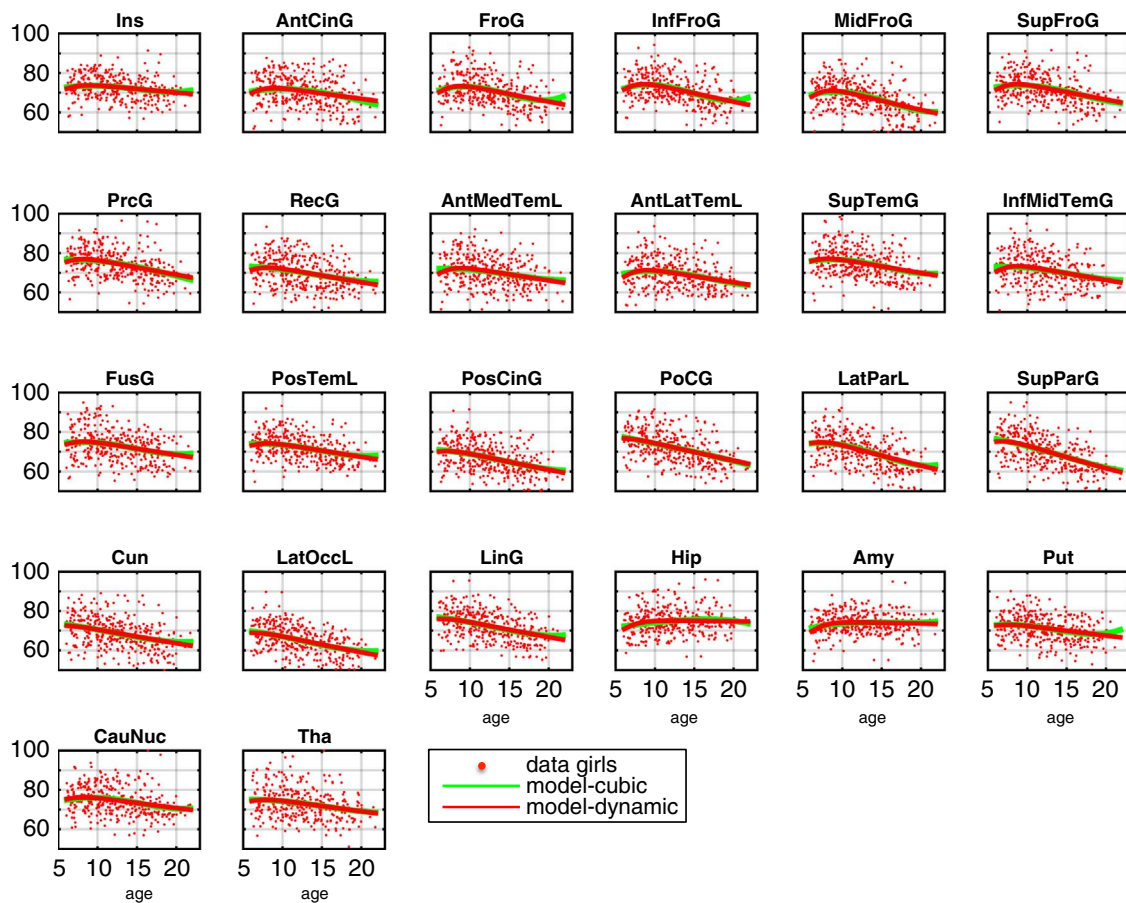 Ins AntCinG FroG InfFroG MidFroG SupFroG
100
80
60
PrcG RecG AntMedTemL AntLatTemL SupTemG InfMidTemG
100
80
60
FusG PosTemL PosCinG PoCG LatParL SupParG
100
80
60
Cun LatOccL LinG Hip Amy Put
100
80
60
5 10 15 20 5 10 15 20 5 10 15 20 5 10 15 20
age age age age
CauNuc Tha
100
80
60
5 10 15 20 5 10 15 20
age age
data girls
model-cubic
model-dynamic